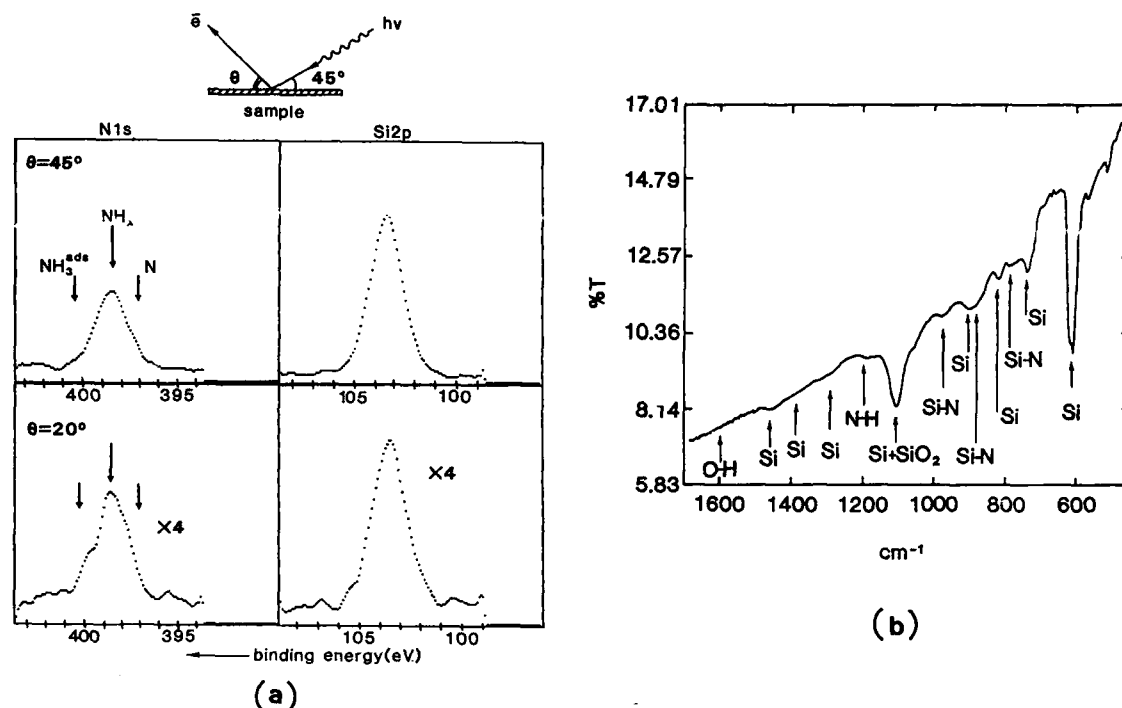 ē hν
θ 45°
sample
N1s Si2p
θ=45°
NHₓ
NH₃ᵃᵈˢ N
400 395 105 100
θ=20°
×4 ×4
400 395 105 100
← binding energy(eV.)
(a)
17.01
14.79
12.57
10.36
8.14
5.83
%T
O-H Si Si Si N-H Si+SiO₂ Si-N Si Si-N Si Si-N Si Si
1600 1400 1200 1000 800 600
cm⁻¹
(b)